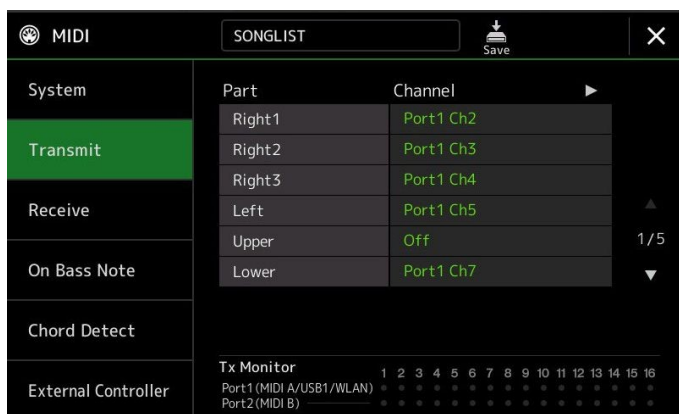 MIDI
SONGLIST
Save
System
Transmit
Receive
On Bass Note
Chord Detect
External Controller
Part Channel
Right1 Port1 Ch2
Right2 Port1 Ch3
Right3 Port1 Ch4
Left Port1 Ch5
Upper Off
Lower Port1 Ch7
1/5
Tx Monitor 1 2 3 4 5 6 7 8 9 10 11 12 13 14 15 16
Port1(MIDI A/USB1/WLAN)
Port2(MIDI B)